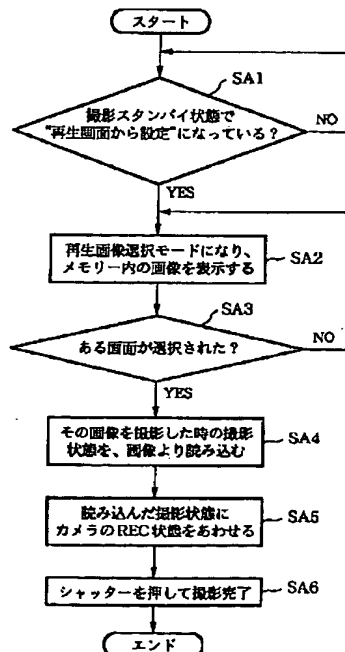 スタート
SA1
撮影スタンバイ状態で
"再生画面から設定"になっている?
NO
YES
再生画像選択モードになり、
メモリー内の画像を表示する
SA2
SA3
ある画面が選択された?
NO
YES
その画像を撮影した時の撮影
状態を、画像より読み込む
SA4
読み込んだ撮影状態に
カメラのREC状態をあわせる
SA5
シャッターを押して撮影完了
SA6
エンド